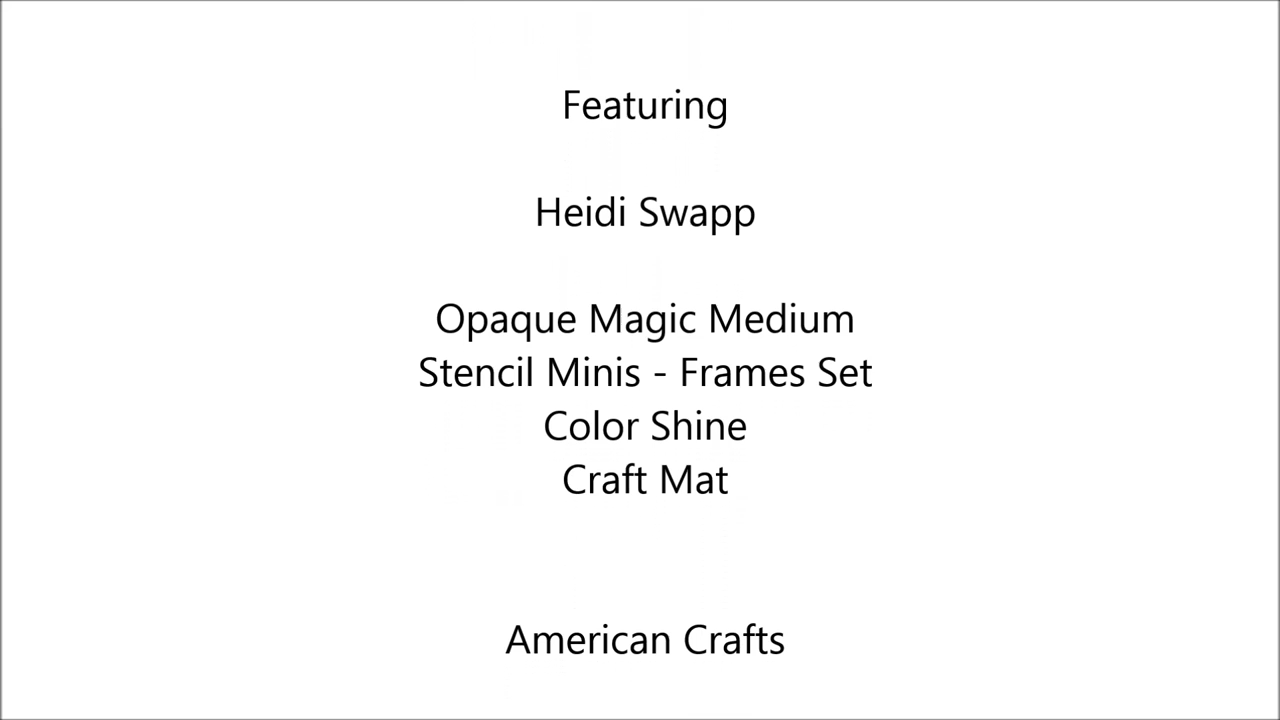 Featuring
Heidi Swapp
Opaque Magic Medium
Stencil Minis - Frames Set
Color Shine
Craft Mat
American Crafts